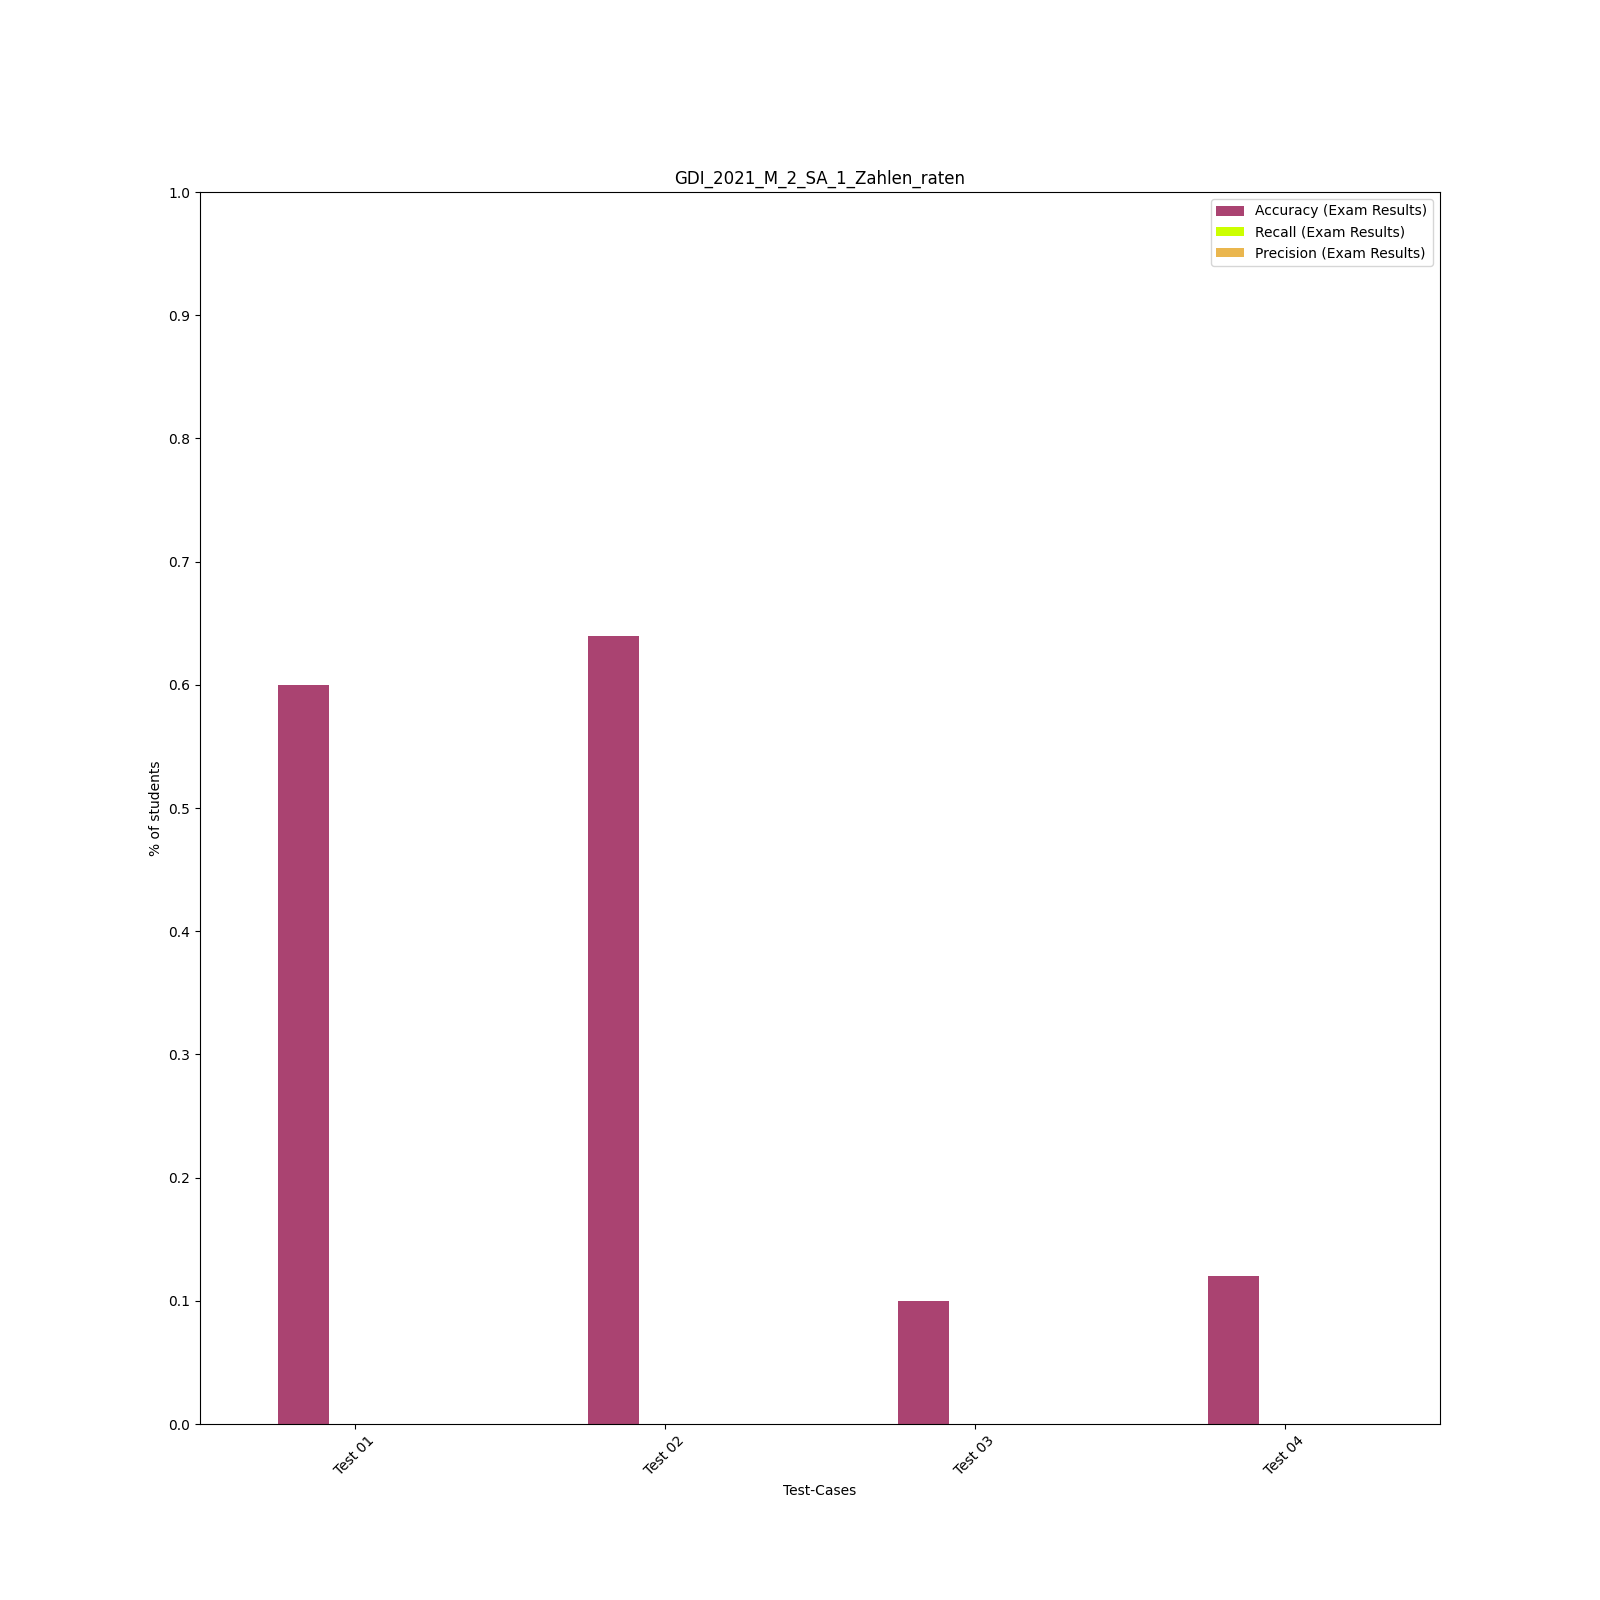 GDI_2021_M_2_SA_1_Zahlen_raten
Accuracy (Exam Results)
Recall (Exam Results)
Precision (Exam Results)
1.0
0.9
0.8
0.7
0.6
0.5
0.4
0.3
0.2
0.1
0.0
% of students
Test 01
Test 02
Test 03
Test 04
Test-Cases